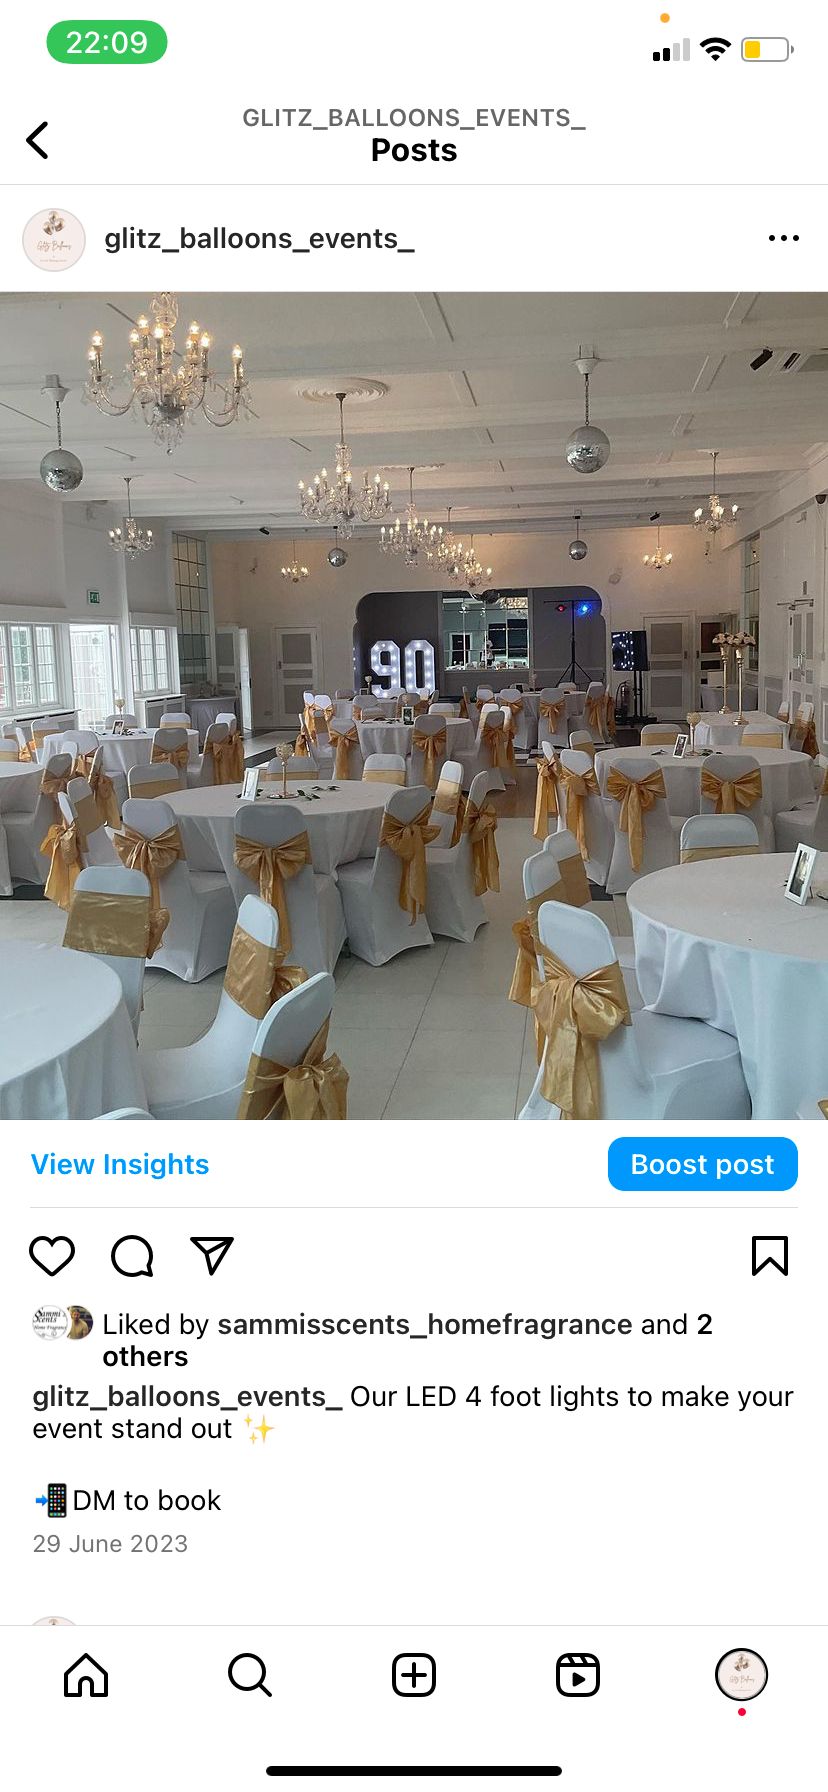 22:09
GLITZ_BALLOONS_EVENTS_
Posts
glitz_balloons_events_
90
View Insights
Boost post
Liked by sammisscents_homefragrance and 2
others
glitz_balloons_events_ Our LED 4 foot lights to make your
event stand out ✨
📲DM to book
29 June 2023